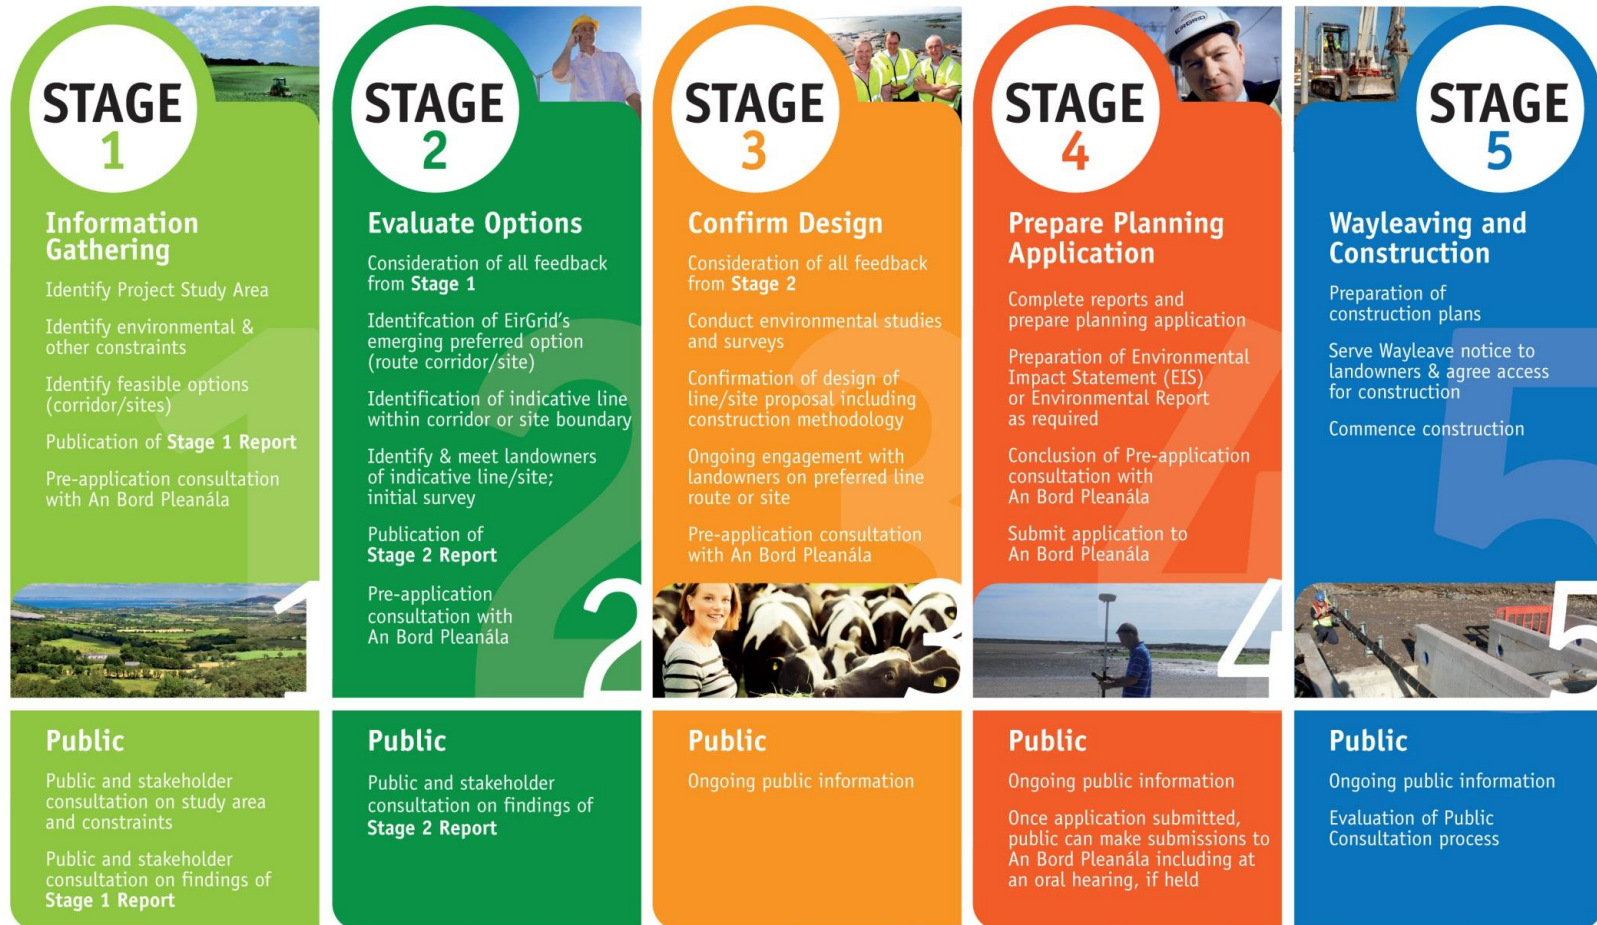 STAGE
1
Information
Gathering
Identify Project Study Area
Identify environmental &
other constraints
Identify feasible options
(corridor/sites)
Publication of Stage 1 Report
Pre-application consultation
with An Bord Pleanála
1
Public
Public and stakeholder
consultation on study area
and constraints
Public and stakeholder
consultation on findings of
Stage 1 Report
STAGE
2
Evaluate Options
Consideration of all feedback
from Stage 1
Identifcation of EirGrid's
emerging preferred option
(route corridor/site)
Identification of indicative line
within corridor or site boundary
Identify & meet landowners
of indicative line/site;
initial survey
Publication of
Stage 2 Report
Pre-application
consultation with
An Bord Pleanála
2
Public
Public and stakeholder
consultation on findings of
Stage 2 Report
STAGE
3
Confirm Design
Consideration of all feedback
from Stage 2
Conduct environmental studies
and surveys
Confirmation of design of
line/site proposal including
construction methodology
Ongoing engagement with
landowners on preferred line
route or site
Pre-application consultation
with An Bord Pleanála
3
Public
Ongoing public information
EIRGRID
STAGE
4
Prepare Planning
Application
Complete reports and
prepare planning application
Preparation of Environmental
Impact Statement (EIS)
or Environmental Report
as required
Conclusion of Pre-application
consultation with
An Bord Pleanála
Submit application to
An Bord Pleanála
4
Public
Ongoing public information
Once application submitted,
public can make submissions to
An Bord Pleanála including at
an oral hearing, if held
STAGE
5
Wayleaving and
Construction
Preparation of
construction plans
Serve Wayleave notice to
landowners & agree access
for construction
Commence construction
5
Public
Ongoing public information
Evaluation of Public
Consultation process